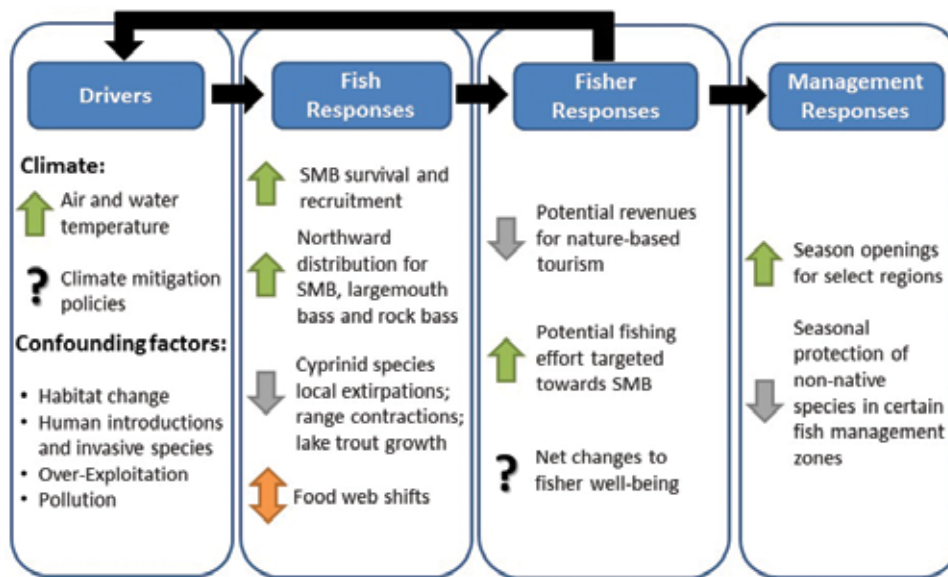 Drivers
Climate:
Air and water
temperature
?
Climate mitigation
policies
Confounding factors:
• Habitat change
• Human introductions
and invasive species
• Over-Exploitation
• Pollution
Fish
Responses
SMB survival and
recruitment
Northward
distribution for
SMB, largemouth
bass and rock bass
Cyprinid species
local extirpations;
range contractions;
lake trout growth
Food web shifts
Fisher
Responses
Potential revenues
for nature-based
tourism
Potential fishing
effort targeted
towards SMB
?
Net changes to
fisher well-being
Management
Responses
Season openings
for select regions
Seasonal
protection of
non-native
species in certain
fish management
zones